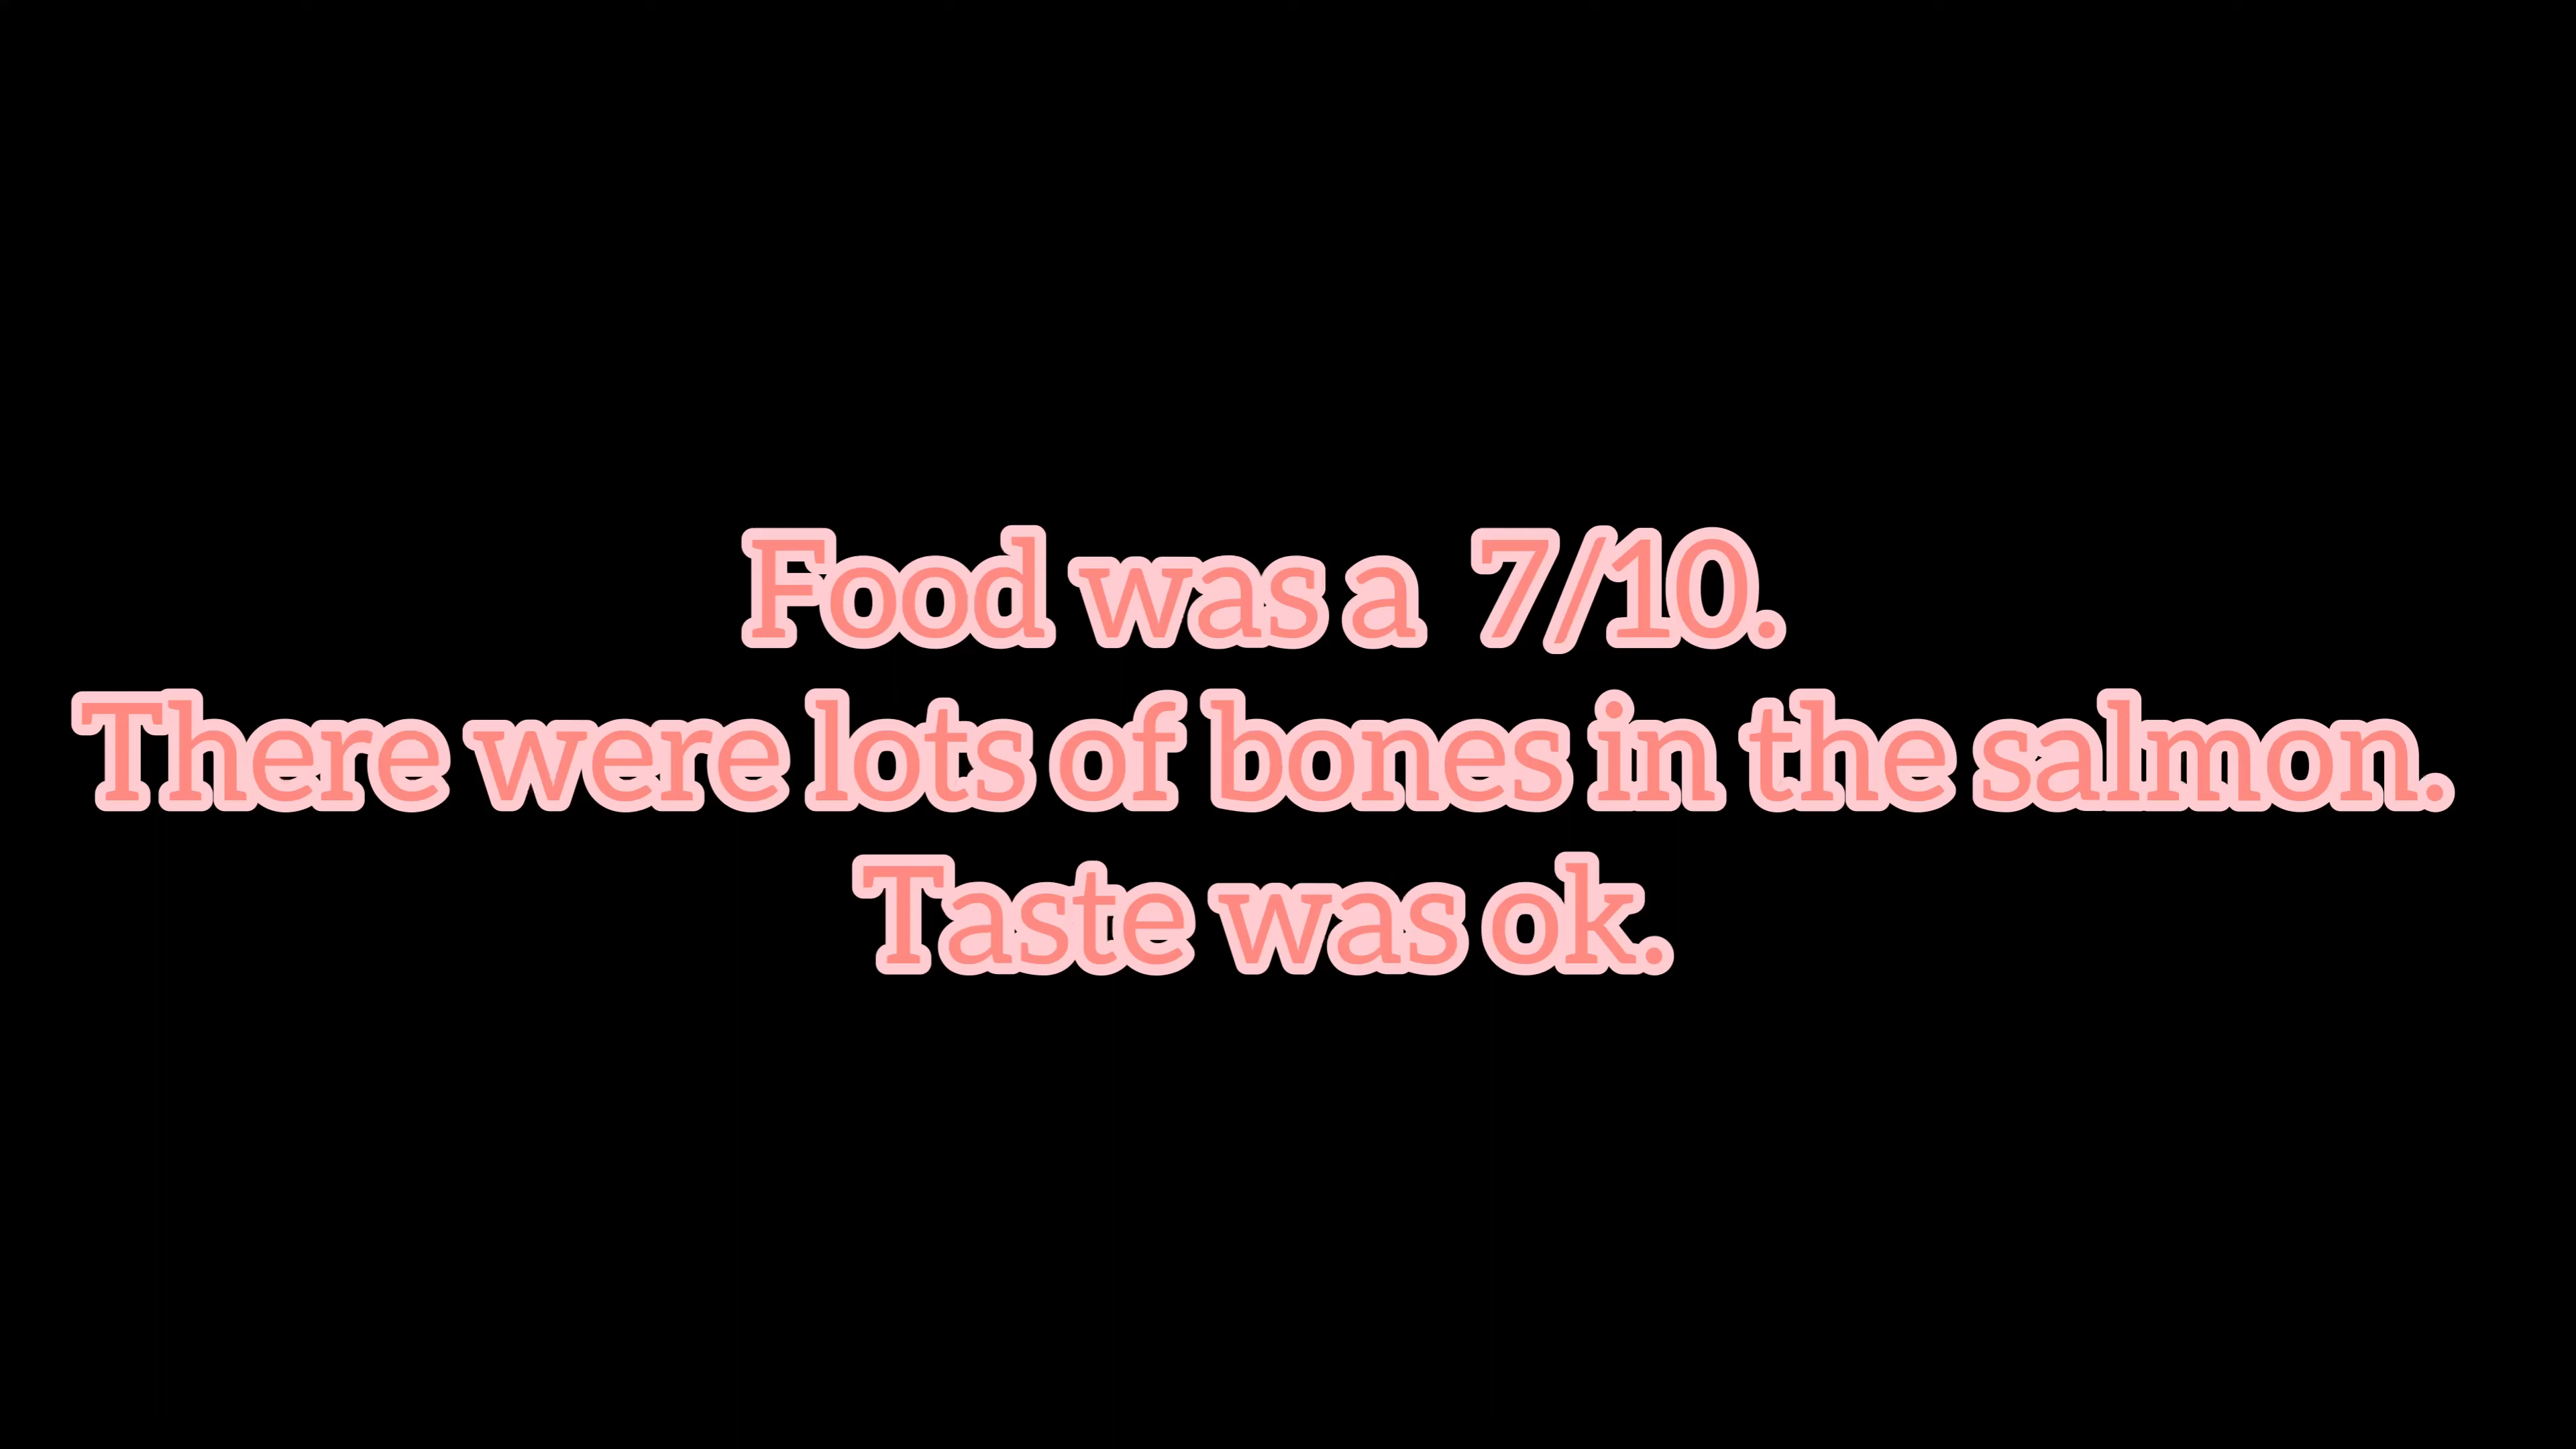 Food was a 7/10.
There were lots of bones in the salmon.
Taste was ok.